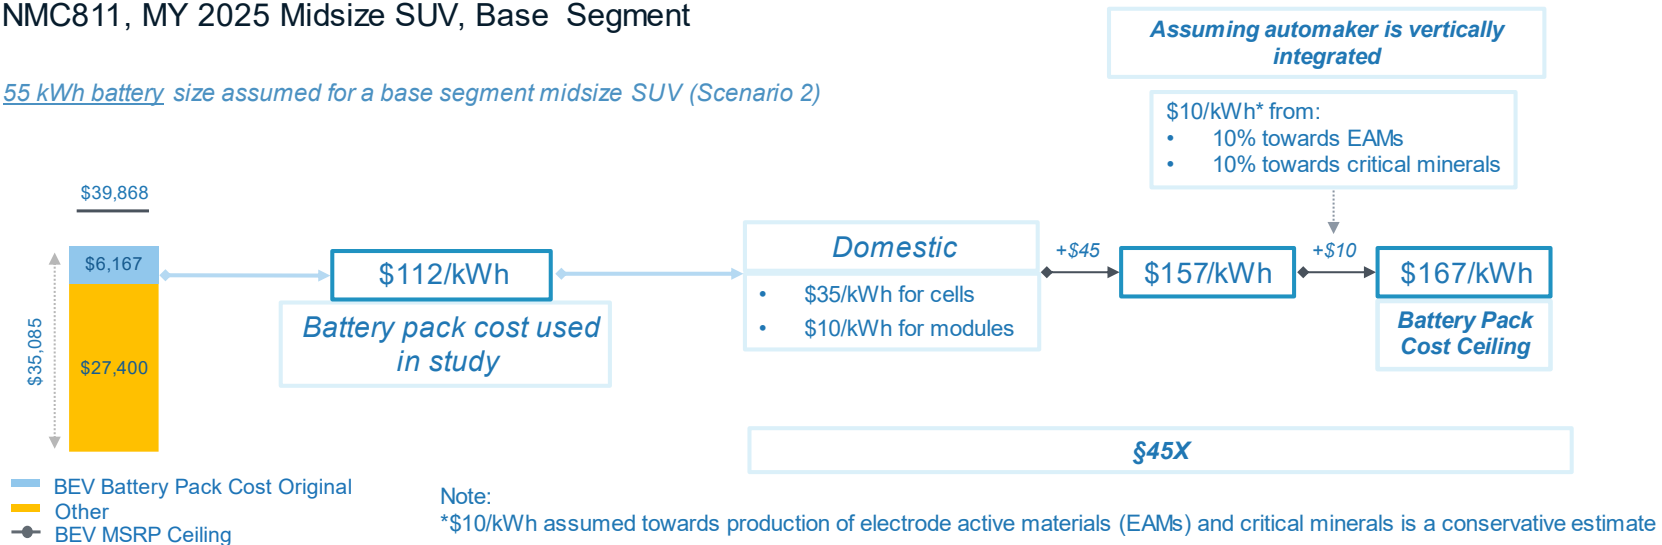 NMC811, MY 2025 Midsize SUV, Base Segment
55 kWh battery size assumed for a base segment midsize SUV (Scenario 2)
Assuming automaker is vertically
integrated
$10/kWh* from:
• 10% towards EAMs
• 10% towards critical minerals
$39,868
$6,167
$27,400
$35,085
$112/kWh
Battery pack cost used
in study
Domestic
• $35/kWh for cells
• $10/kWh for modules
+$45
$157/kWh
+$10
$167/kWh
Battery Pack
Cost Ceiling
§45X
BEV Battery Pack Cost Original
Other
BEV MSRP Ceiling
Note:
*$10/kWh assumed towards production of electrode active materials (EAMs) and critical minerals is a conservative estimate